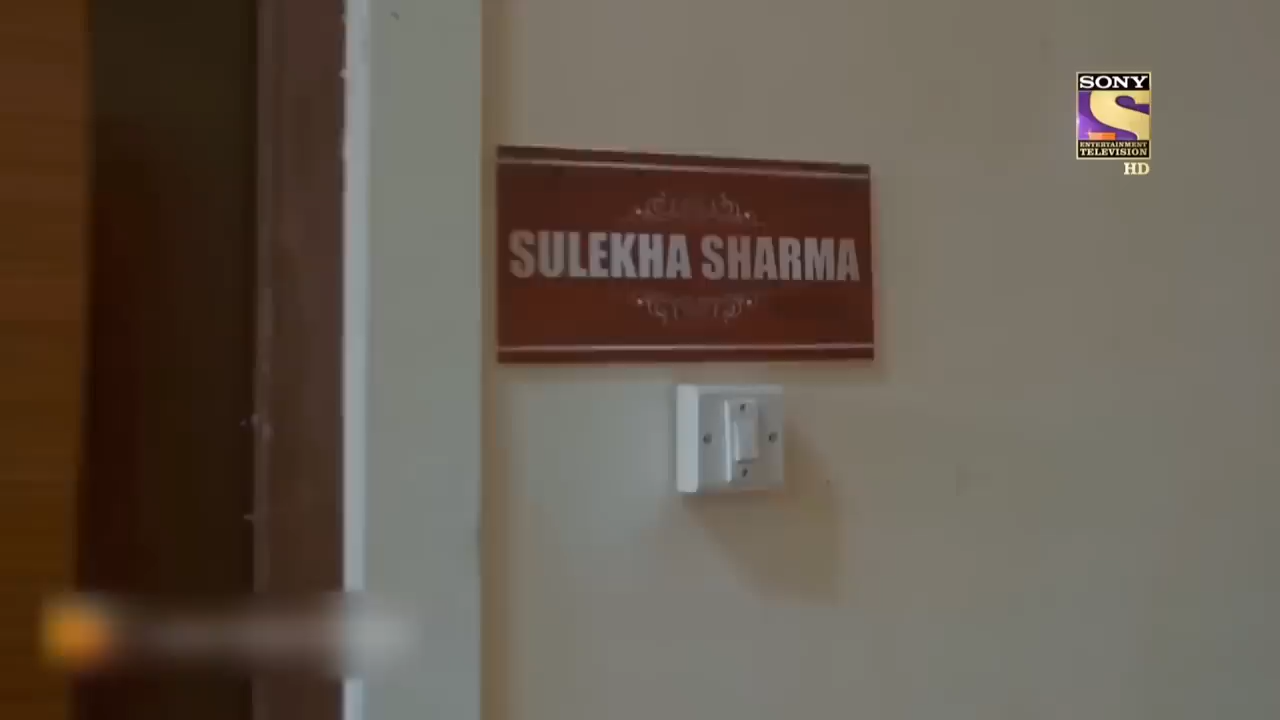 SONY
ENTERTAINMENT
TELEVISION
HD
SULEKHA SHARMA